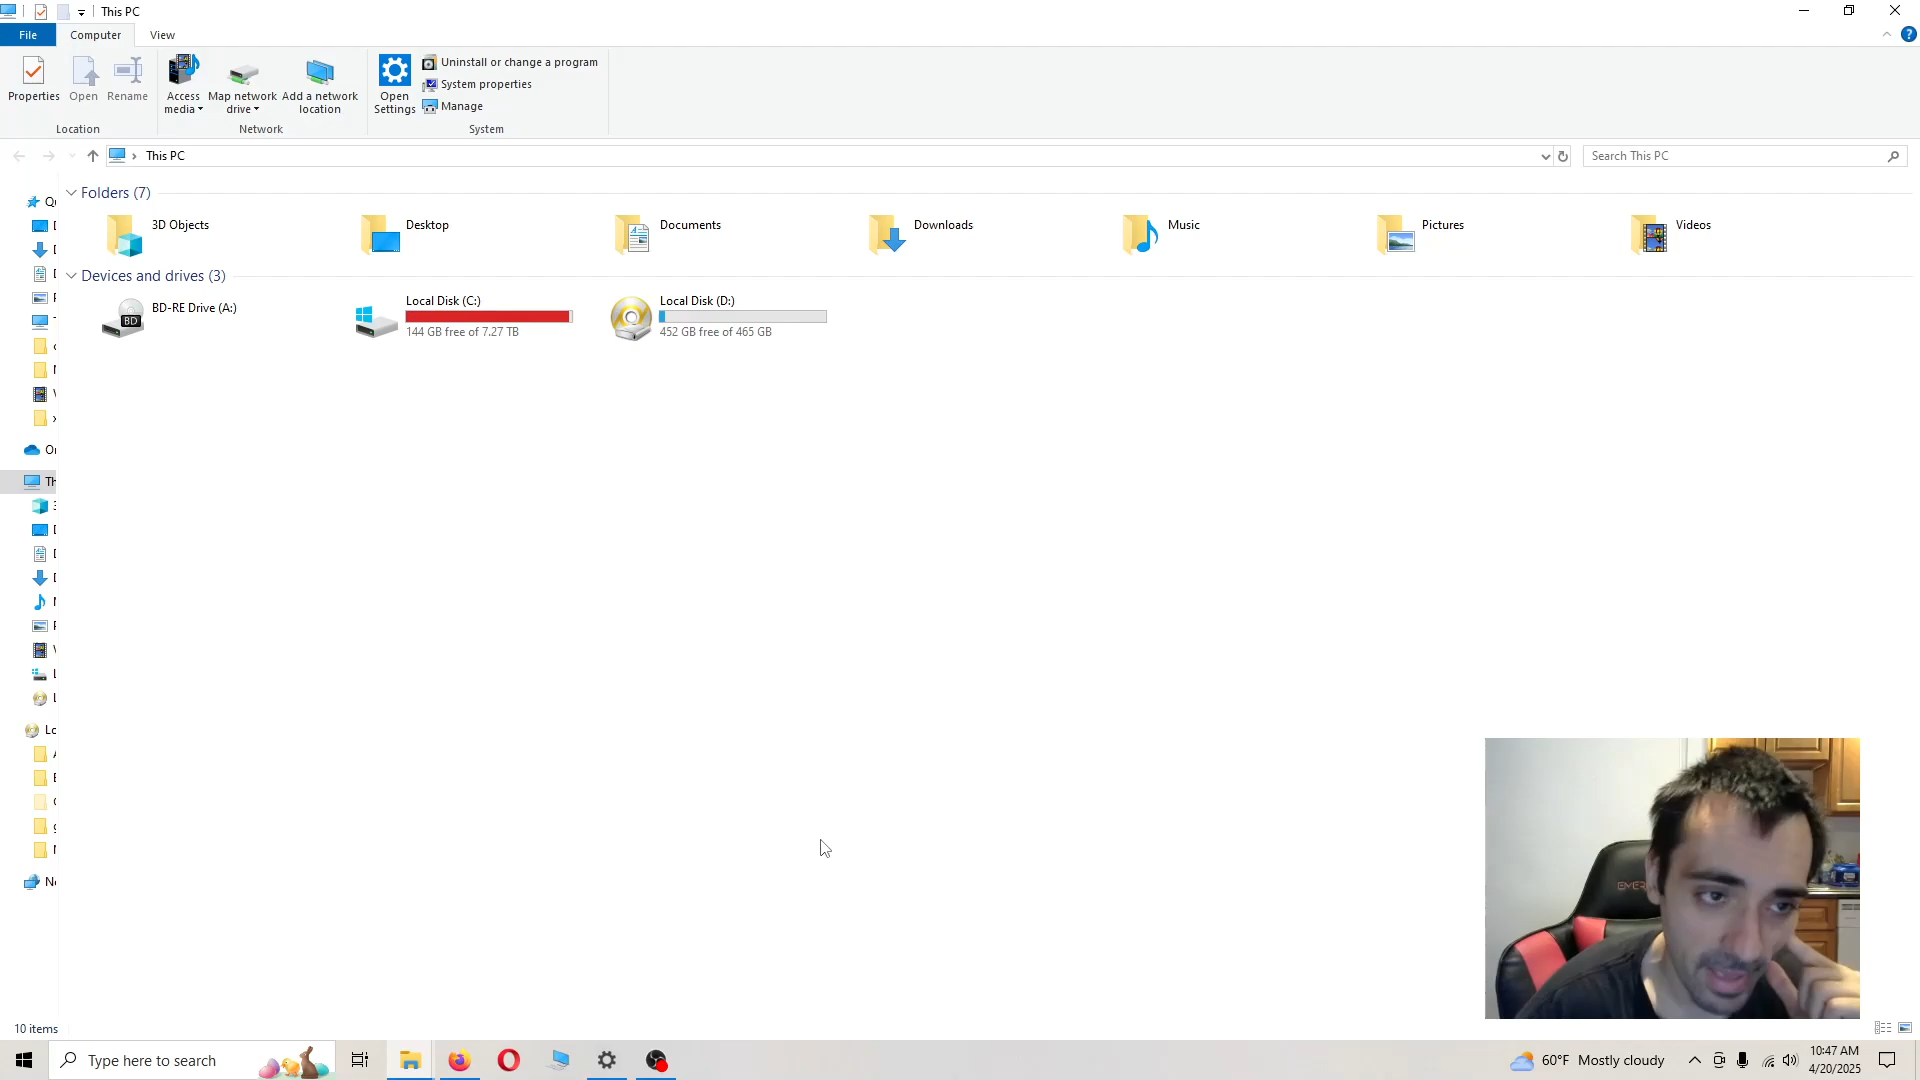 This PC
File Computer View
Properties Open Rename Access media Map network drive Add a network location Open Settings
Uninstall or change a program
System properties
Manage
Location Network System
This PC
Search This PC
Folders (7)
3D Objects Desktop Documents Downloads Music Pictures Videos
Devices and drives (3)
BD-RE Drive (A:)
BD
Local Disk (C:)
144 GB free of 7.27 TB
Local Disk (D:)
452 GB free of 465 GB
10 items
Type here to search
60°F Mostly cloudy
10:47 AM
4/20/2025